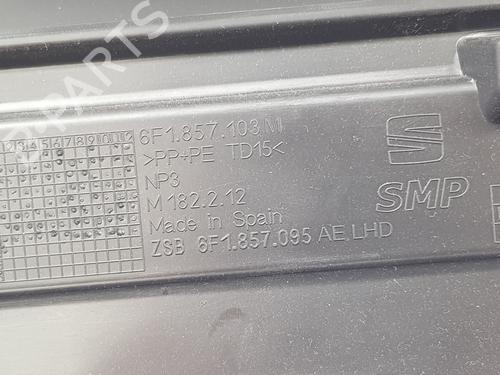 PARTS
1 2 3 4 5 6 7 8 9 10 11 12
6F1.857.103 M
>PP+PE TD15<
NP3
M 182.2.12
Made in Spain
ZSB 6F1.857.095 AE.LHD
SMP